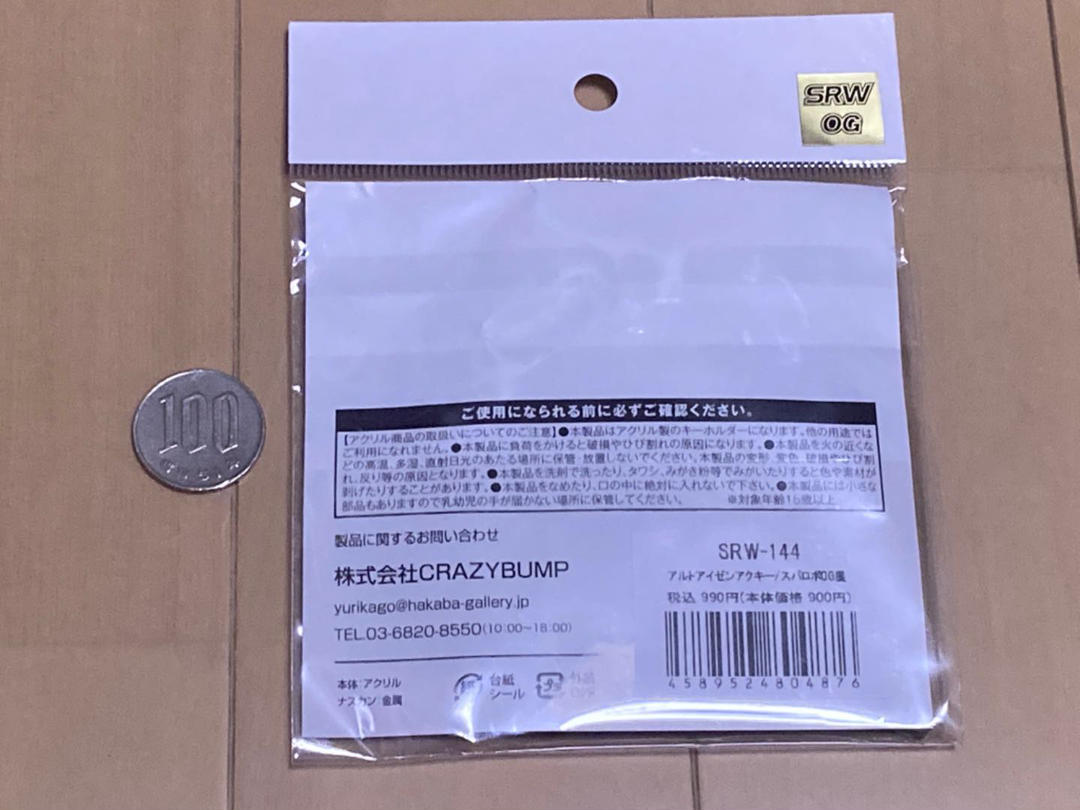 SRW
OG
100
ご使用になられる前に必ずご確認ください。
【アクリル商品の取扱いについてのご注意】●本製品はアクリル製のキーホルダーになります。他の用途では
ご利用になれません。●本製品に負荷をかけると破損やひび割れの原因になります。●本製品を火の近くな
どの高温、多湿、直射日光のあたる場所に保管・放置しないでください。本製品の変形、変色、破損やひび割
れ、反り等の原因となります。●本製品を洗剤で洗ったり、タワシ、みがき粉等でみがいたりすると色や素材が
剥げたりすることがあります。●本製品をなめたり、口の中に絶対に入れないで下さい。●本製品には小さな
部品もありますので乳幼児の手が届かない場所に保管してください。 ※対象年齢15歳以上
製品に関するお問い合わせ
株式会社CRAZYBUMP
yurikago@hakaba-gallery.jp
TEL.03-6820-8550(10:00~18:00)
本体:アクリル
ナスカン:金属
紙
台紙
シール
プラ
外装
OPP
SRW-144
アルトアイゼンアクキー/スパロボOG展
税込 990円(本体価格 900円)
4589524804876